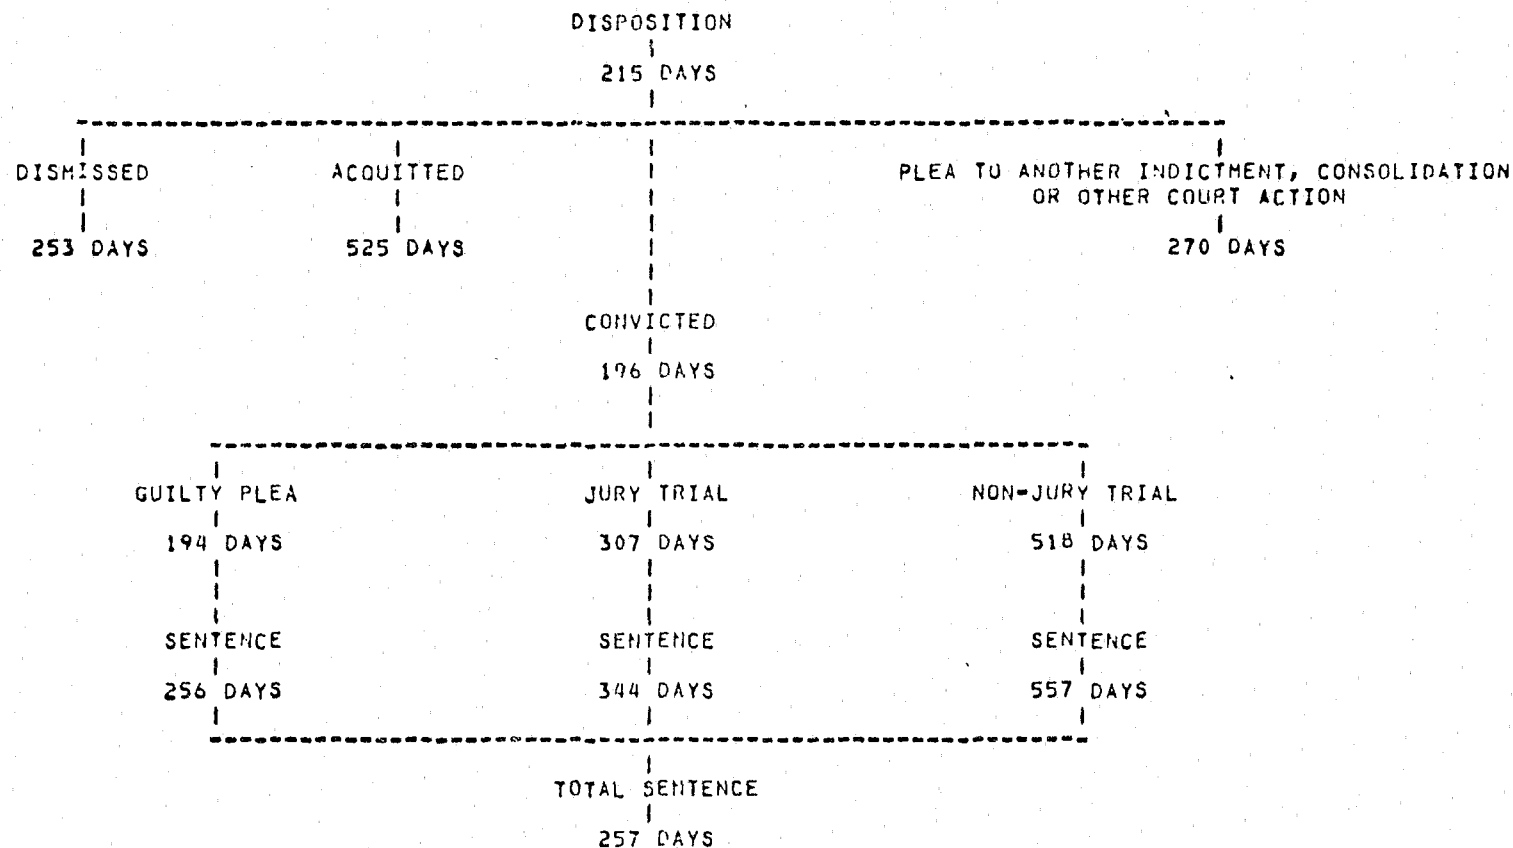 DISPOSITION
215 DAYS
DISMISSED ACQUITTED PLEA TO ANOTHER INDICTMENT, CONSOLIDATION
OR OTHER COURT ACTION
253 DAYS 525 DAYS 270 DAYS
CONVICTED
196 DAYS
GUILTY PLEA JURY TRIAL NON-JURY TRIAL
194 DAYS 307 DAYS 518 DAYS
SENTENCE SENTENCE SENTENCE
256 DAYS 344 DAYS 557 DAYS
TOTAL SENTENCE
257 DAYS